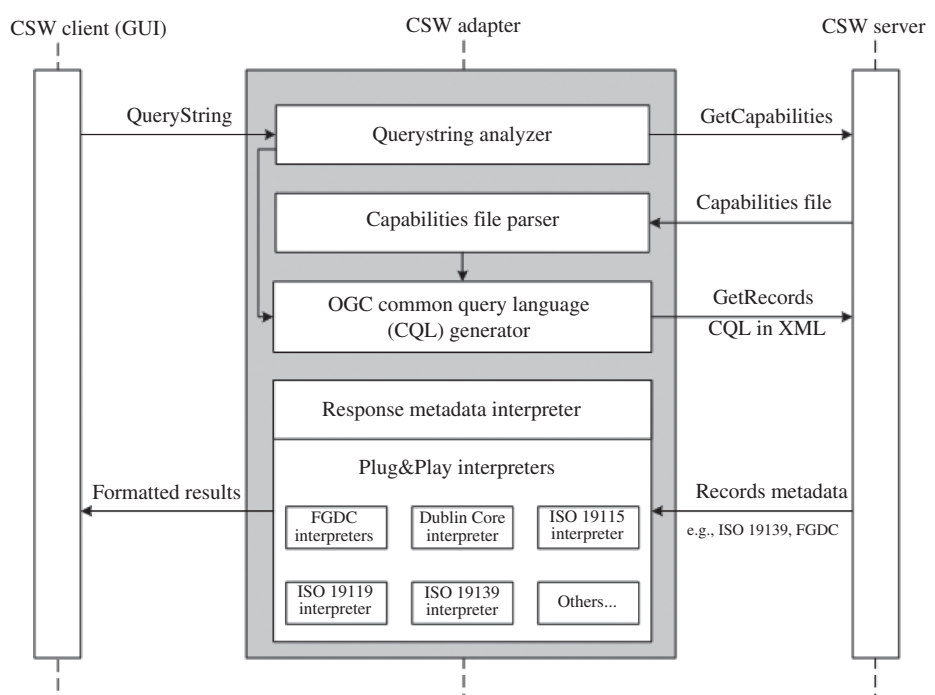 CSW client (GUI)
CSW adapter
CSW server
QueryString
Querystring analyzer
GetCapabilities
Capabilities file parser
Capabilities file
OGC common query language
(CQL) generator
GetRecords
CQL in XML
Response metadata interpreter
Plug&Play interpreters
Formatted results
Records metadata
e.g., ISO 19139, FGDC
FGDC
interpreters
Dublin Core
interpreter
ISO 19115
interpreter
ISO 19119
interpreter
ISO 19139
interpreter
Others...